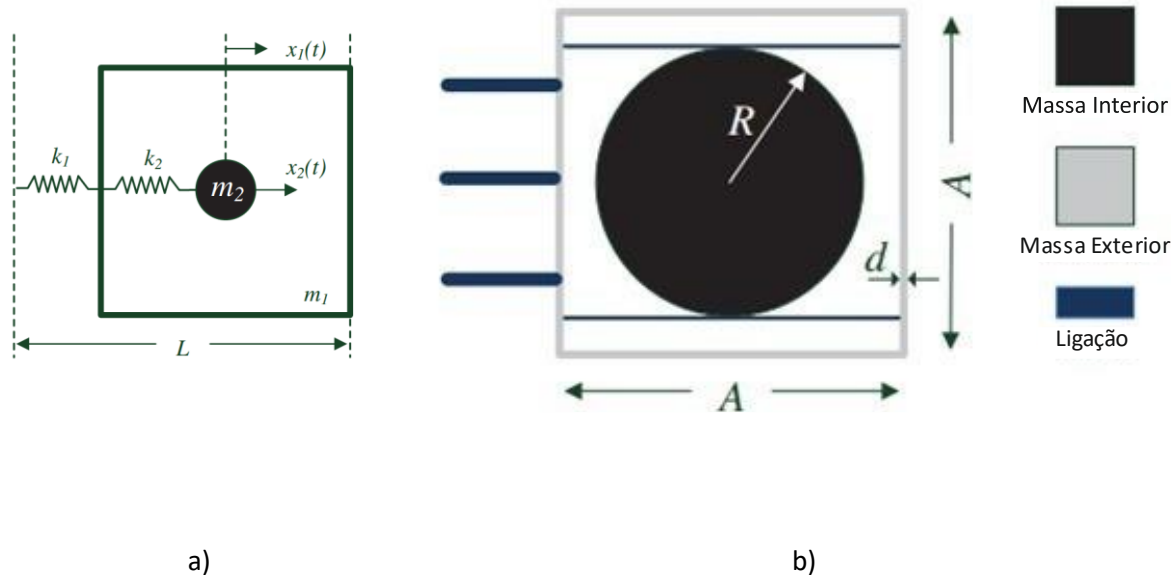 x₁(t)
k₁
k₂
x₂(t)
m₂
m₁
L
R
d
A
A
Massa Interior
Massa Exterior
Ligação
a)
b)